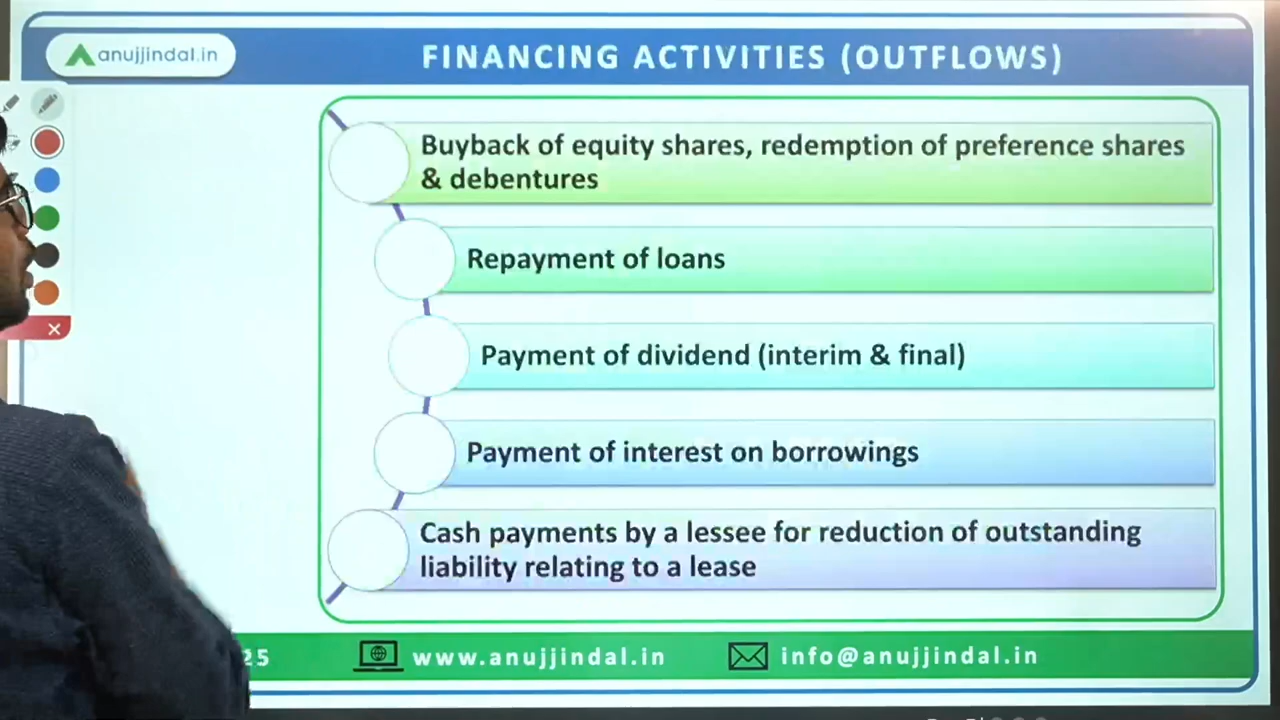 anujjindal.in
FINANCING ACTIVITIES (OUTFLOWS)
Buyback of equity shares, redemption of preference shares
& debentures
Repayment of loans
Payment of dividend (interim & final)
Payment of interest on borrowings
Cash payments by a lessee for reduction of outstanding
liability relating to a lease
25
www.anujjindal.in
info@anujjindal.in